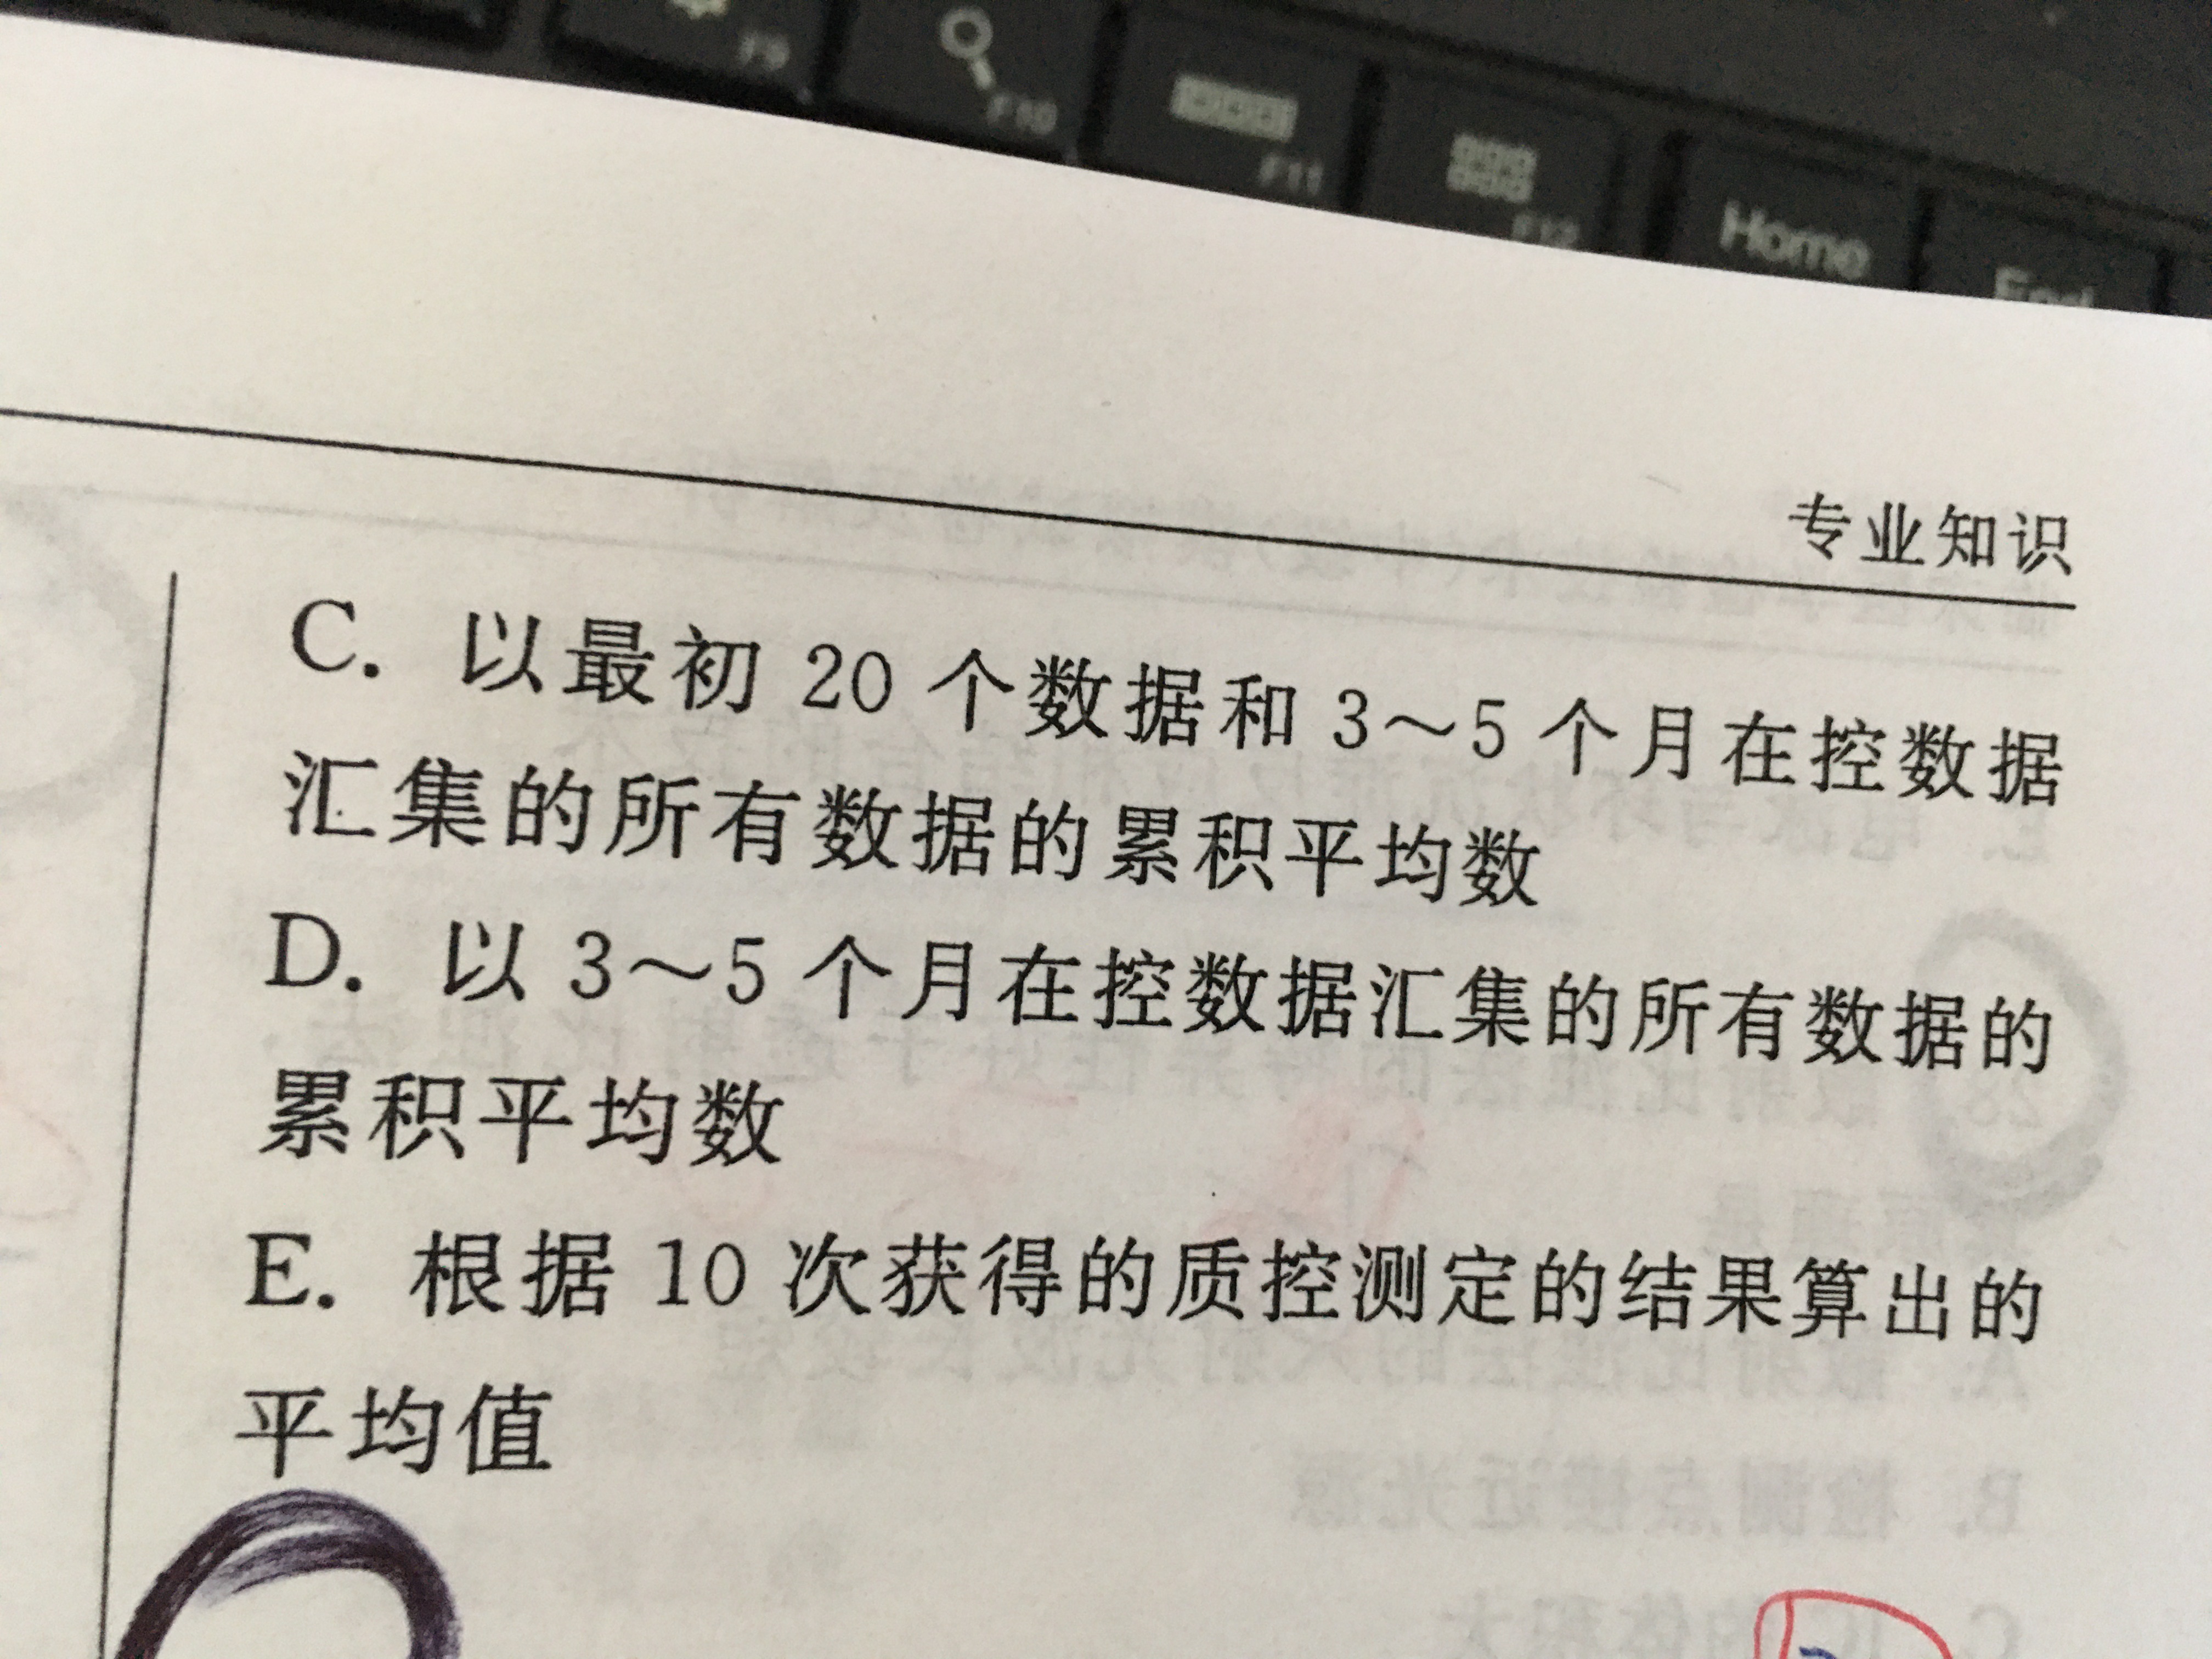 专业知识
C. 以最初 20 个数据和 3～5 个月在控数据
汇集的所有数据的累积平均数
D. 以 3～5 个月在控数据汇集的所有数据的
累积平均数
E. 根据 10 次获得的质控测定的结果算出的
平均值
F9
F10
F11
F12
Home
End